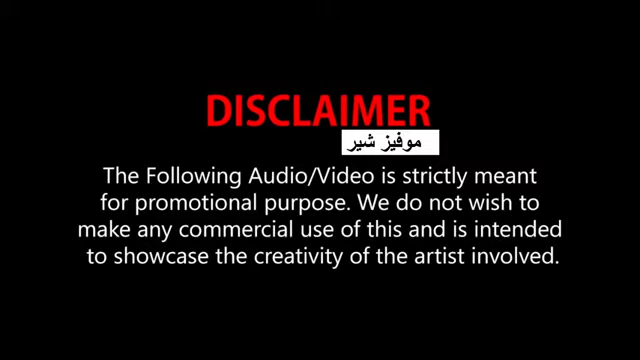 DISCLAIMER
موفيز شير
The Following Audio/Video is strictly meant
for promotional purpose. We do not wish to
make any commercial use of this and is intended
to showcase the creativity of the artist involved.